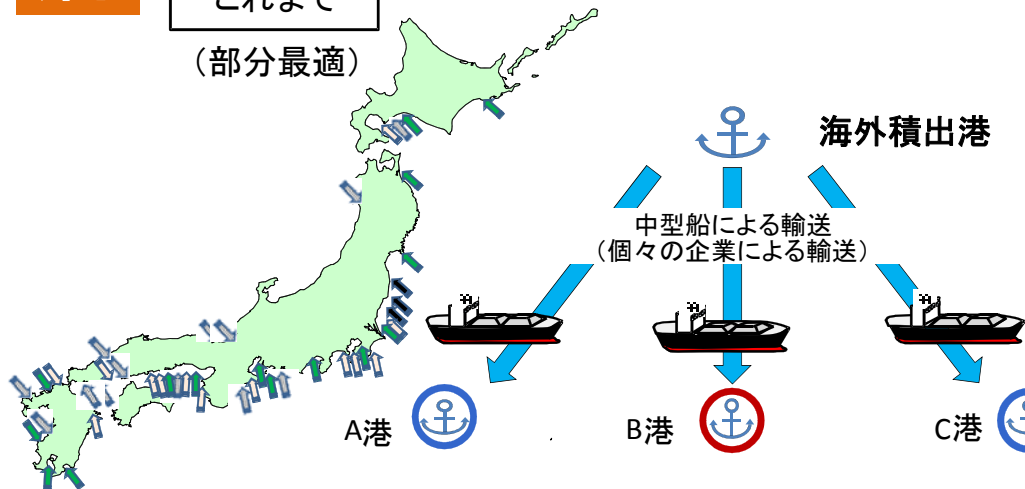 これまで
(部分最適)
海外積出港
中型船による輸送
(個々の企業による輸送)
A港
B港
C港